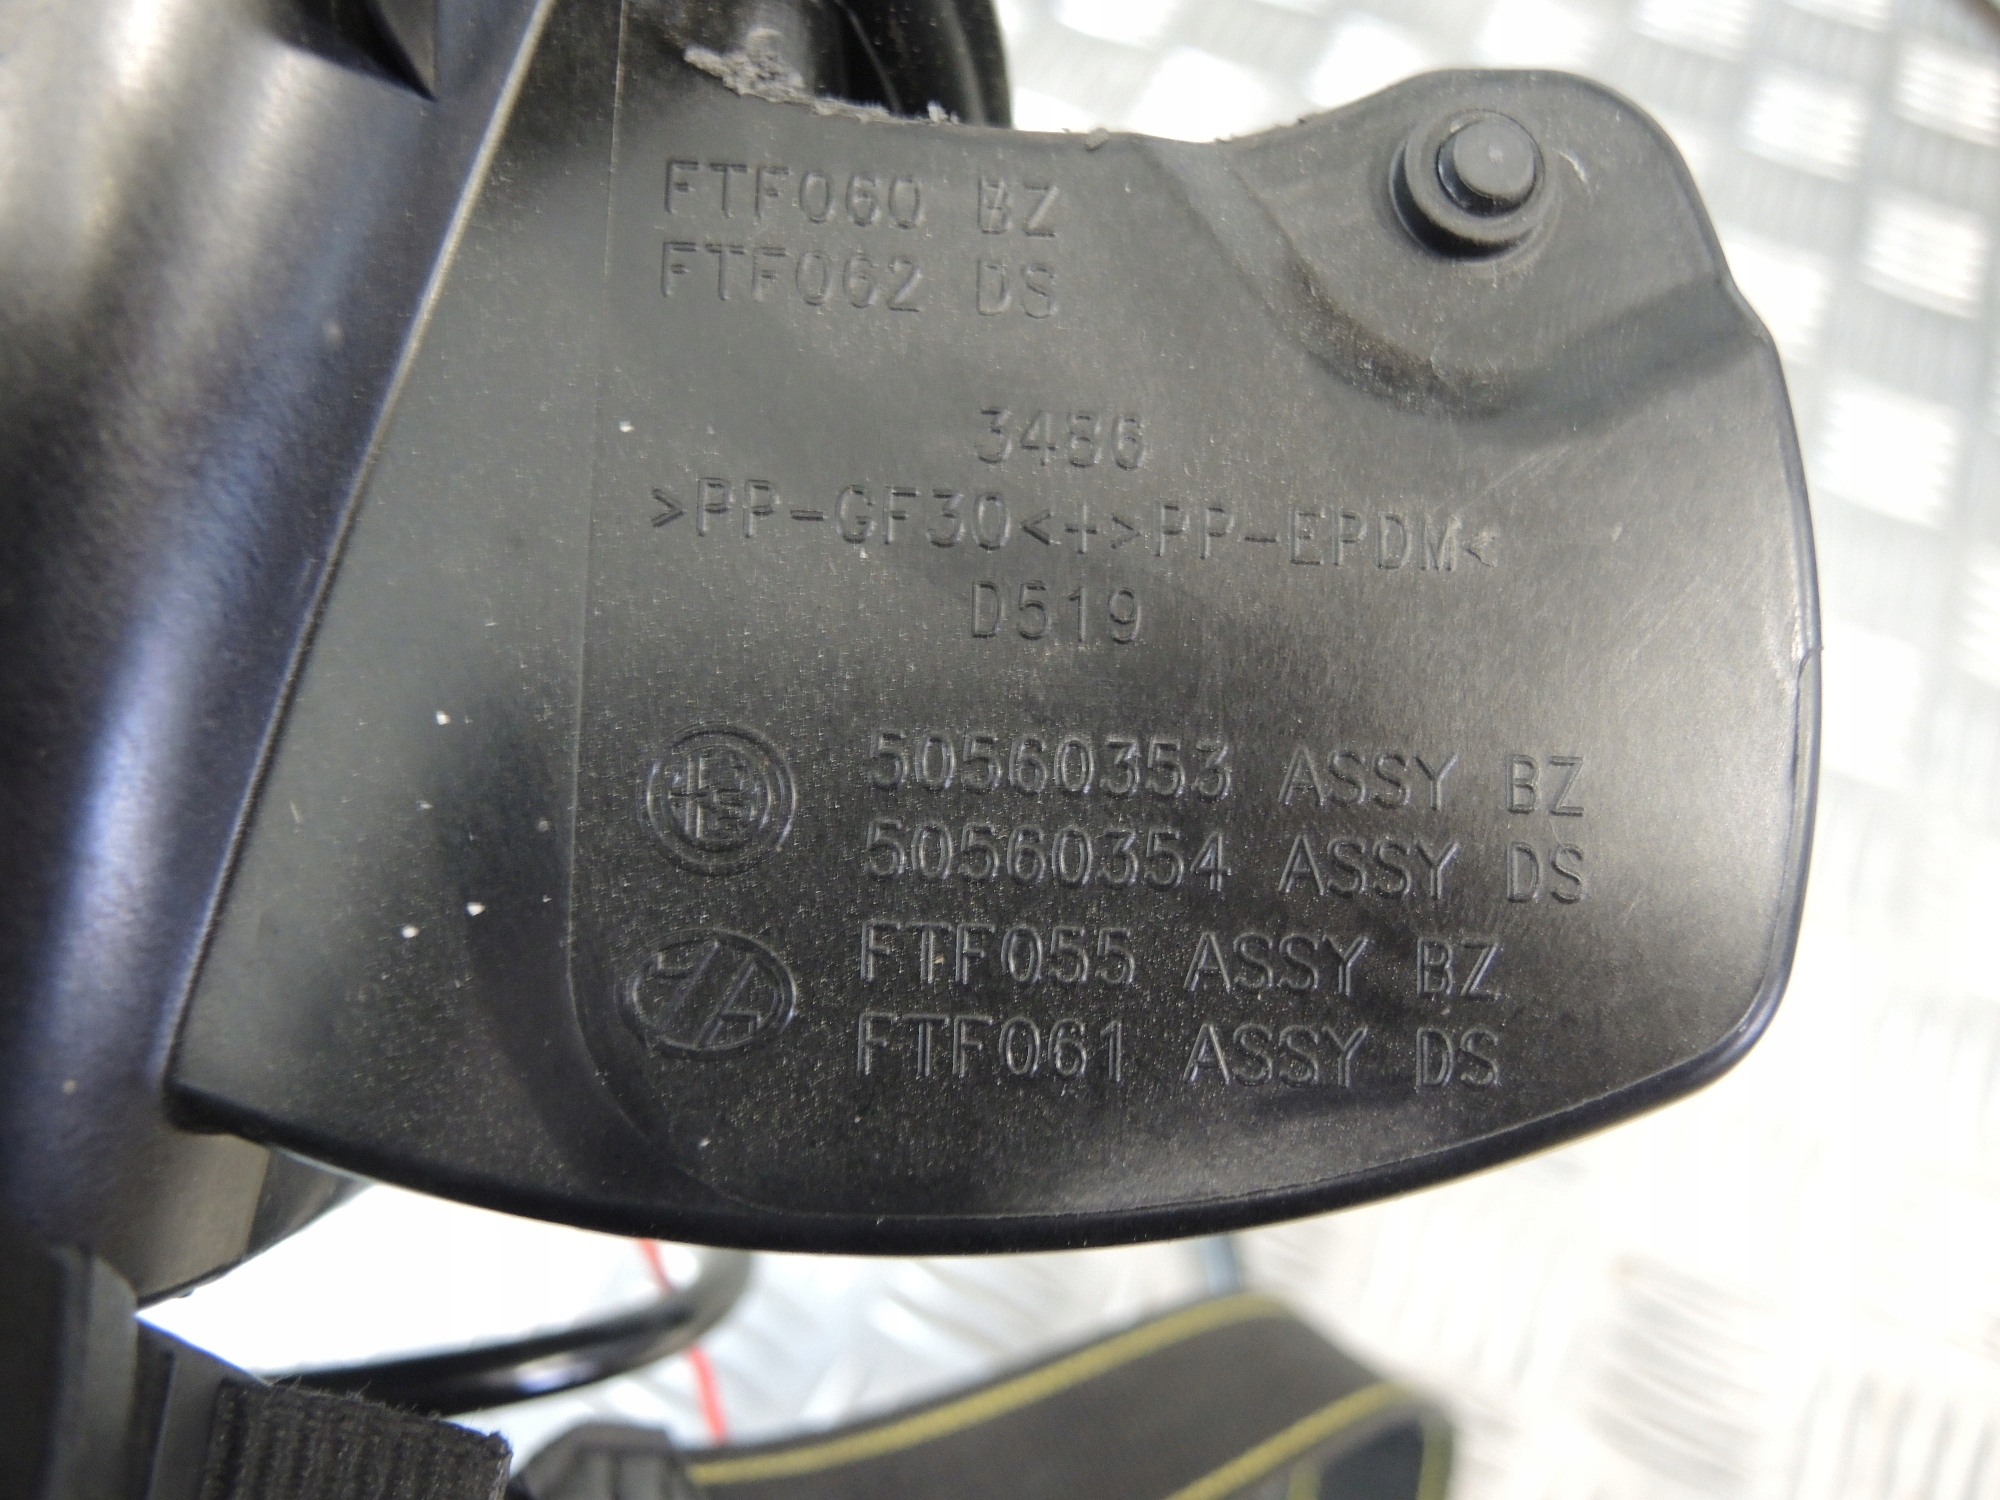 FTF060 BZ
FTF062 DS
3486
>PP-GF30<+>PP-EPDM<
D519
50560353 ASSY BZ
50560354 ASSY DS
FTF055 ASSY BZ
FTF061 ASSY DS